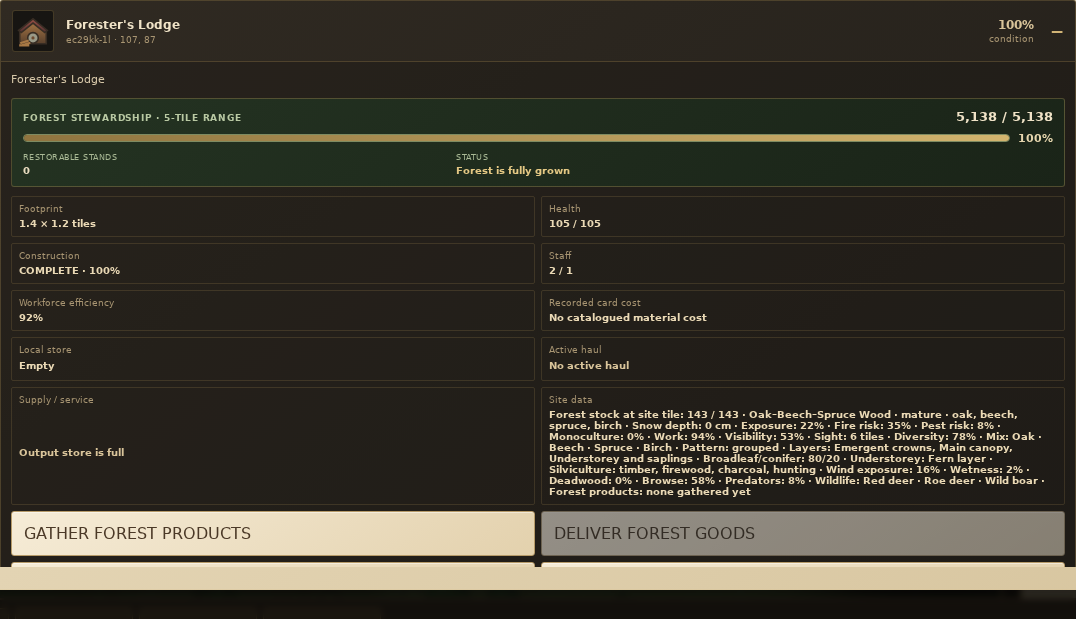 Forester's Lodge
ec29kk-1l · 107, 87
100%
condition
Forester's Lodge
FOREST STEWARDSHIP · 5-TILE RANGE
5,138 / 5,138
100%
RESTORABLE STANDS
0
STATUS
Forest is fully grown
Footprint
1.4 × 1.2 tiles
Health
105 / 105
Construction
COMPLETE · 100%
Staff
2 / 1
Workforce efficiency
92%
Recorded card cost
No catalogued material cost
Local store
Empty
Active haul
No active haul
Supply / service
Output store is full
Site data
Forest stock at site tile: 143 / 143 · Oak–Beech–Spruce Wood · mature · oak, beech,
spruce, birch · Snow depth: 0 cm · Exposure: 22% · Fire risk: 35% · Pest risk: 8% ·
Monoculture: 0% · Work: 94% · Visibility: 53% · Sight: 6 tiles · Diversity: 78% · Mix: Oak ·
Beech · Spruce · Birch · Pattern: grouped · Layers: Emergent crowns, Main canopy,
Understorey and saplings · Broadleaf/conifer: 80/20 · Understorey: Fern layer ·
Silviculture: timber, firewood, charcoal, hunting · Wind exposure: 16% · Wetness: 2% ·
Deadwood: 0% · Browse: 58% · Predators: 8% · Wildlife: Red deer · Roe deer · Wild boar ·
Forest products: none gathered yet
GATHER FOREST PRODUCTS
DELIVER FOREST GOODS